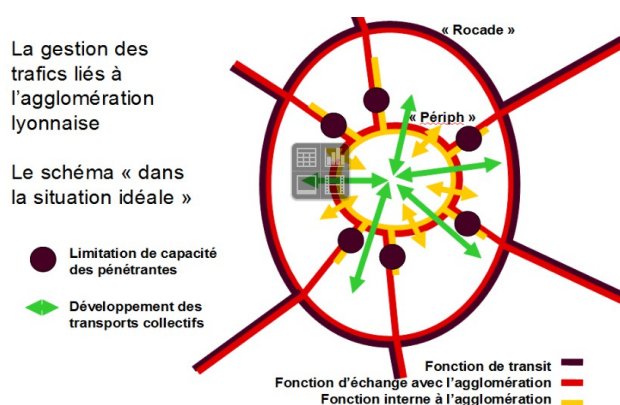 La gestion des
trafics liés à
l'agglomération
lyonnaise
Le schéma « dans
la situation idéale »
Limitation de capacité
des pénétrantes
Développement des
transports collectifs
« Rocade »
« Périph »
Fonction de transit
Fonction d'échange avec l'agglomération
Fonction interne à l'agglomération